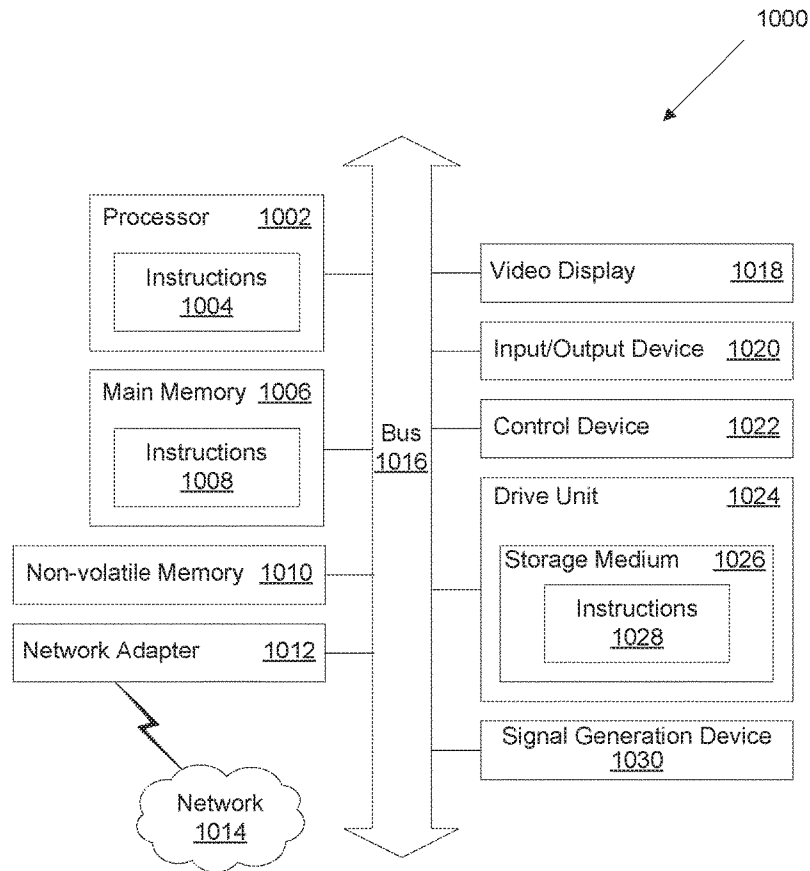 1000
Processor 1002
Instructions
1004
Main Memory 1006
Instructions
1008
Non-volatile Memory 1010
Network Adapter 1012
Network
1014
Bus
1016
Video Display 1018
Input/Output Device 1020
Control Device 1022
Drive Unit 1024
Storage Medium 1026
Instructions
1028
Signal Generation Device
1030